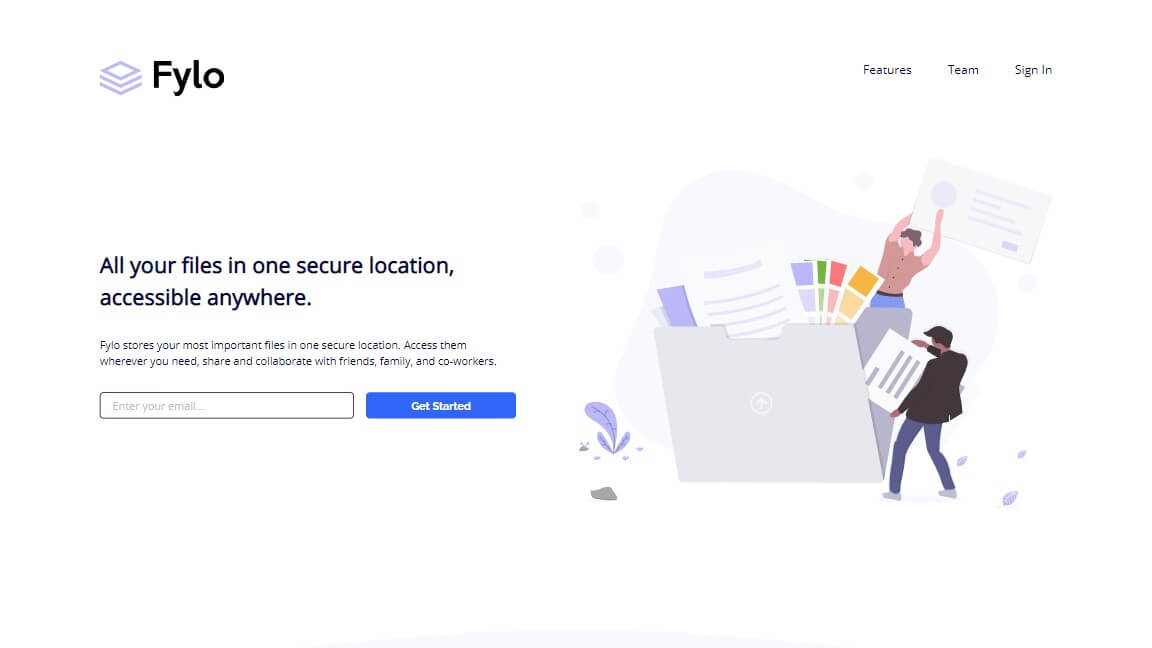 Fylo
Features
Team
Sign In
All your files in one secure location,
accessible anywhere.
Fylo stores your most important files in one secure location. Access them
wherever you need, share and collaborate with friends, family, and co-workers.
Enter your email...
Get Started